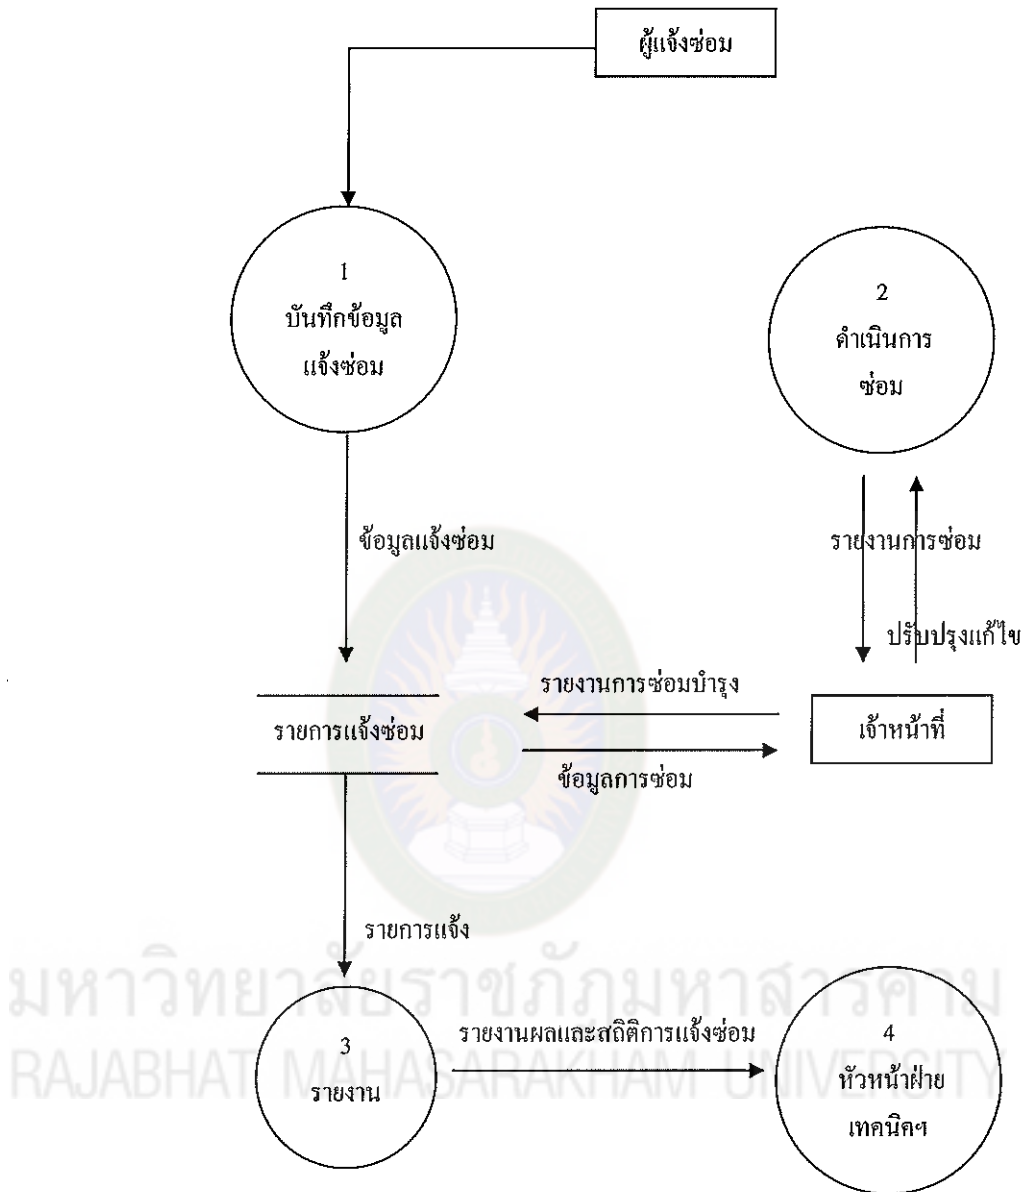 ผู้แจ้งซ่อม
1
บันทึกข้อมูล
แจ้งซ่อม
2
ดำเนินการ
ซ่อม
ข้อมูลแจ้งซ่อม
รายงานการซ่อม
ปรับปรุงแก้ไข
รายงานการซ่อมบำรุง
รายการแจ้งซ่อม
เจ้าหน้าที่
ข้อมูลการซ่อม
รายการแจ้ง
มหาวิทยาลัยราชภัฏมหาสารคาม
RAJABHAT MAHASARAKHAM UNIVERSITY
3
รายงาน
รายงานผลและสถิติการแจ้งซ่อม
4
หัวหน้าฝ่าย
เทคนิคฯ